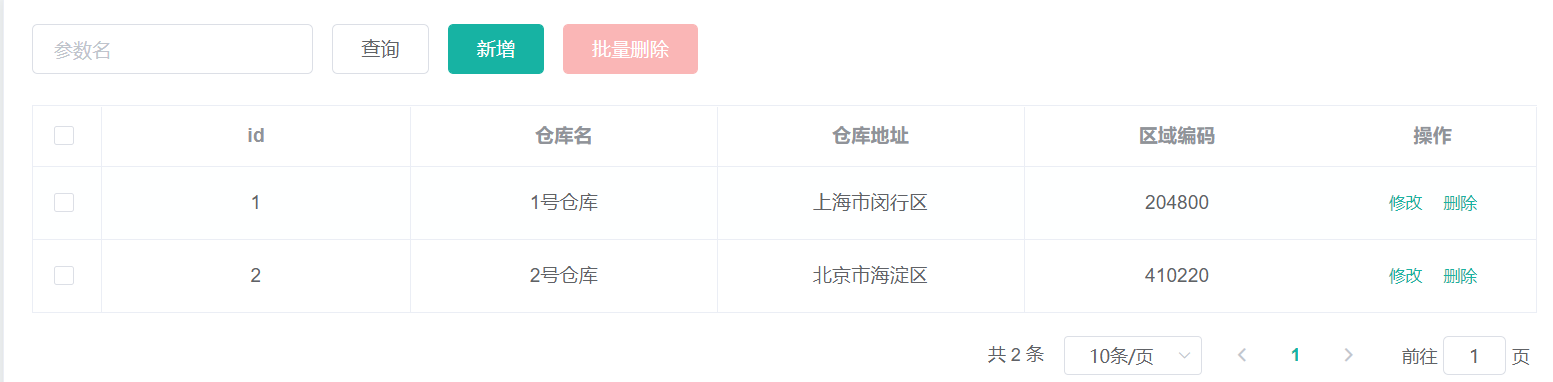 参数名 查询 新增 批量删除
id 仓库名 仓库地址 区域编码 操作
1 1号仓库 上海市闵行区 204800 修改 删除
2 2号仓库 北京市海淀区 410220 修改 删除
共 2 条 10条/页 1 前往 1 页